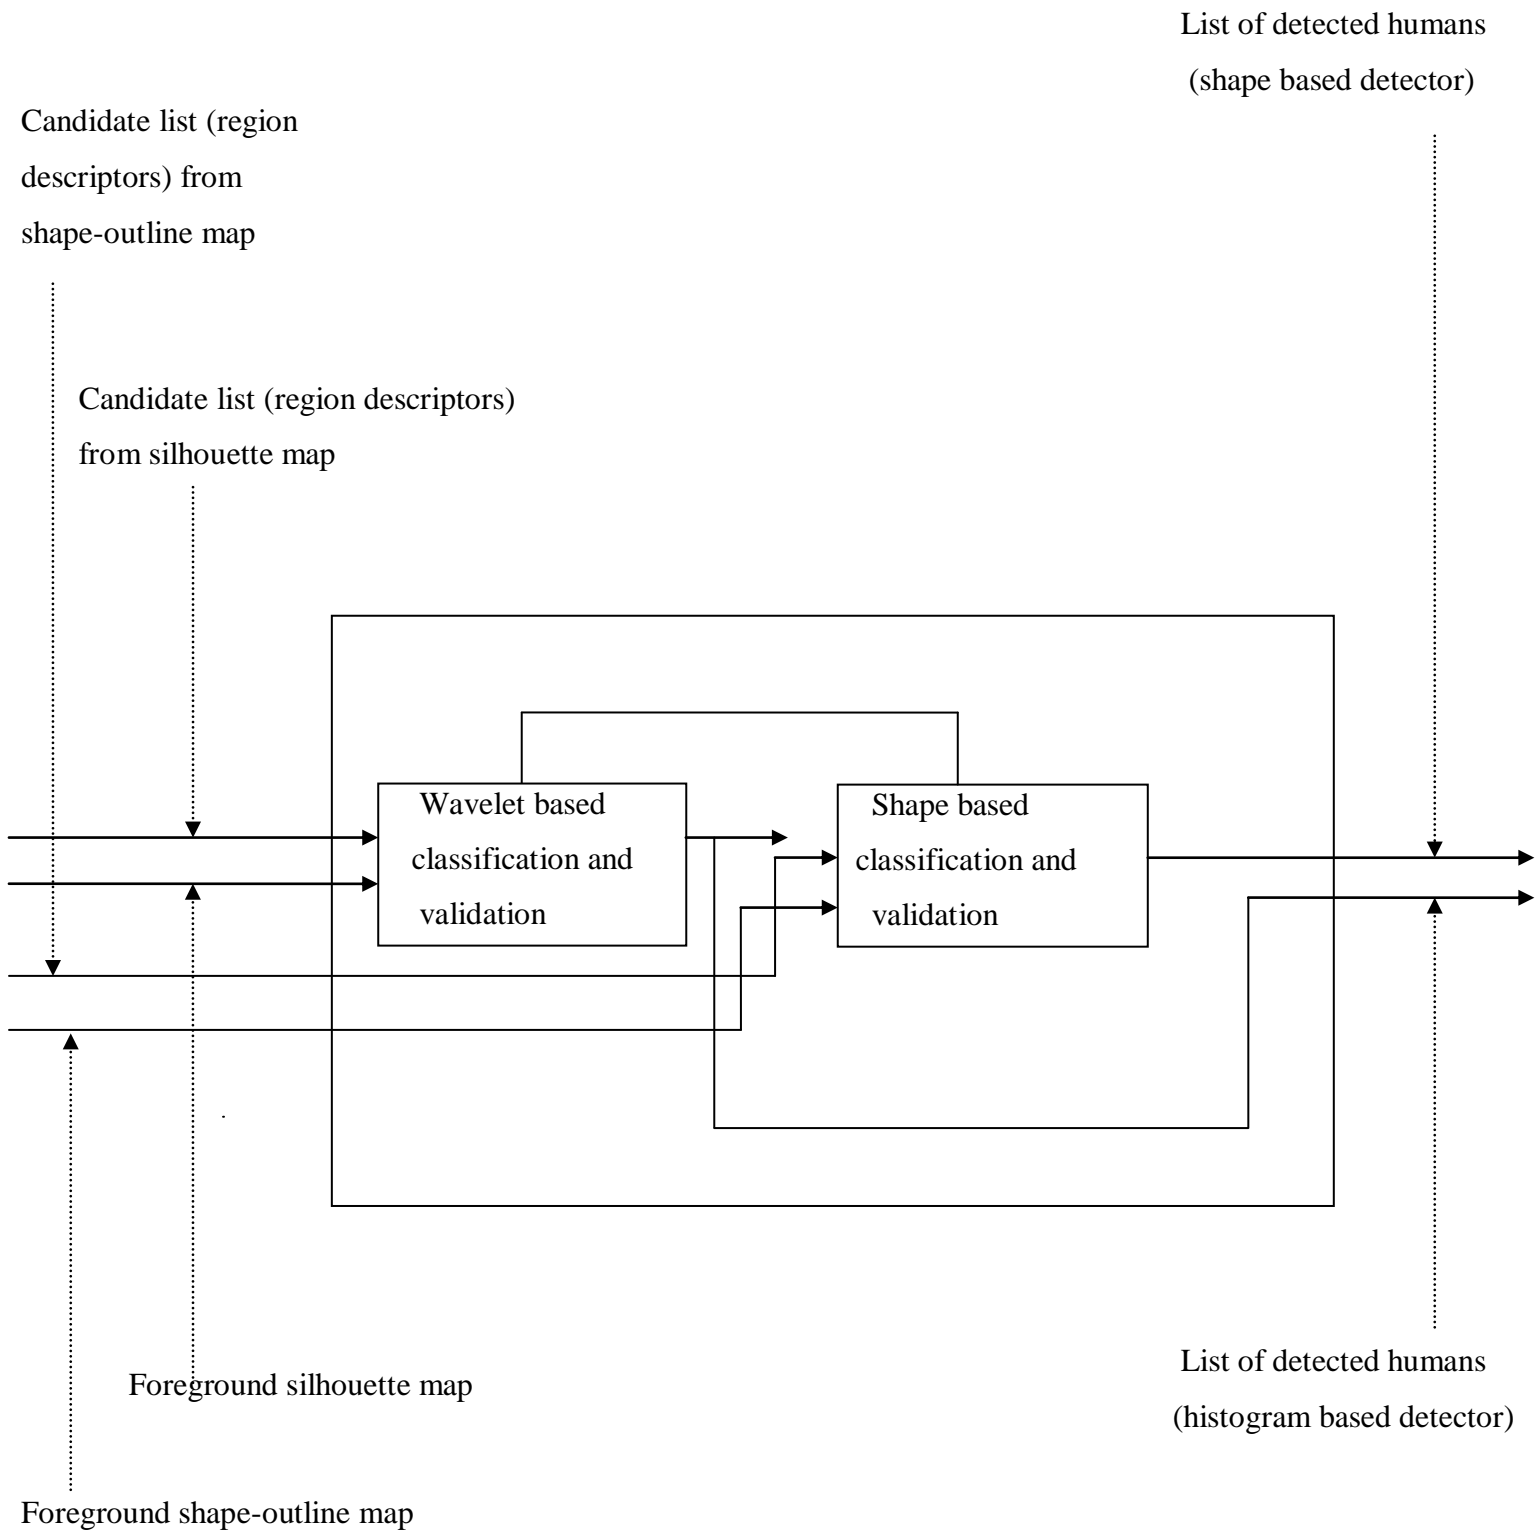 List of detected humans
(shape based detector)
Candidate list (region
descriptors) from
shape-outline map
Candidate list (region descriptors)
from silhouette map
Wavelet based
classification and
validation
Shape based
classification and
validation
Foreground silhouette map
List of detected humans
(histogram based detector)
Foreground shape-outline map